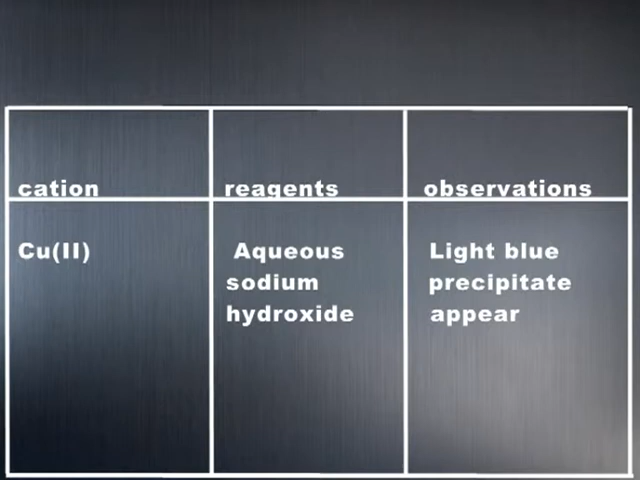 cation reagents observations
Cu(II) Aqueous Light blue
sodium precipitate
hydroxide appear